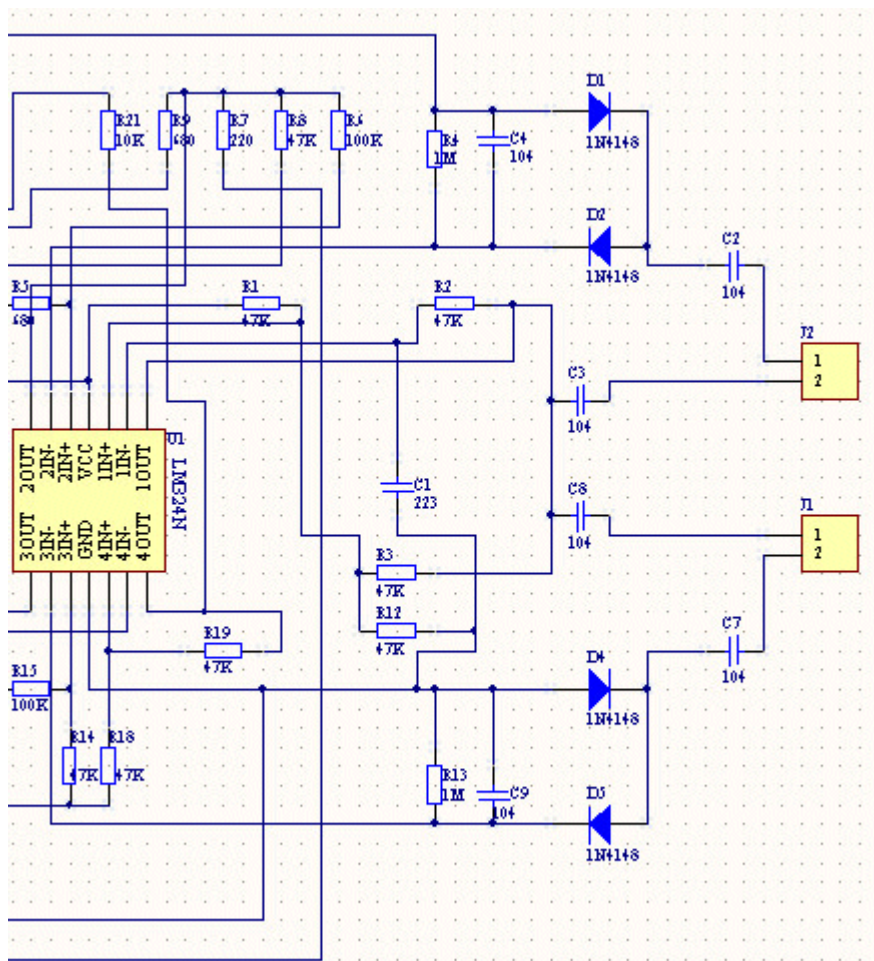 D1
1N4148
R21
10K
R9
680
R7
220
R8
47K
R6
100K
R4
1M
C4
104
D2
1N4148
C2
104
R5
680
R1
47K
R2
47K
J2
1
2
C3
104
U1
LM324N
2OUT
2IN-
2IN+
VCC
1IN+
1IN-
1OUT
3OUT
3IN-
3IN+
GND
4IN+
4IN-
4OUT
C1
223
C8
104
J1
1
2
R3
47K
R12
47K
R19
47K
C7
104
R15
100K
D4
1N4148
R14
47K
R18
47K
R13
1M
C9
104
D5
1N4148